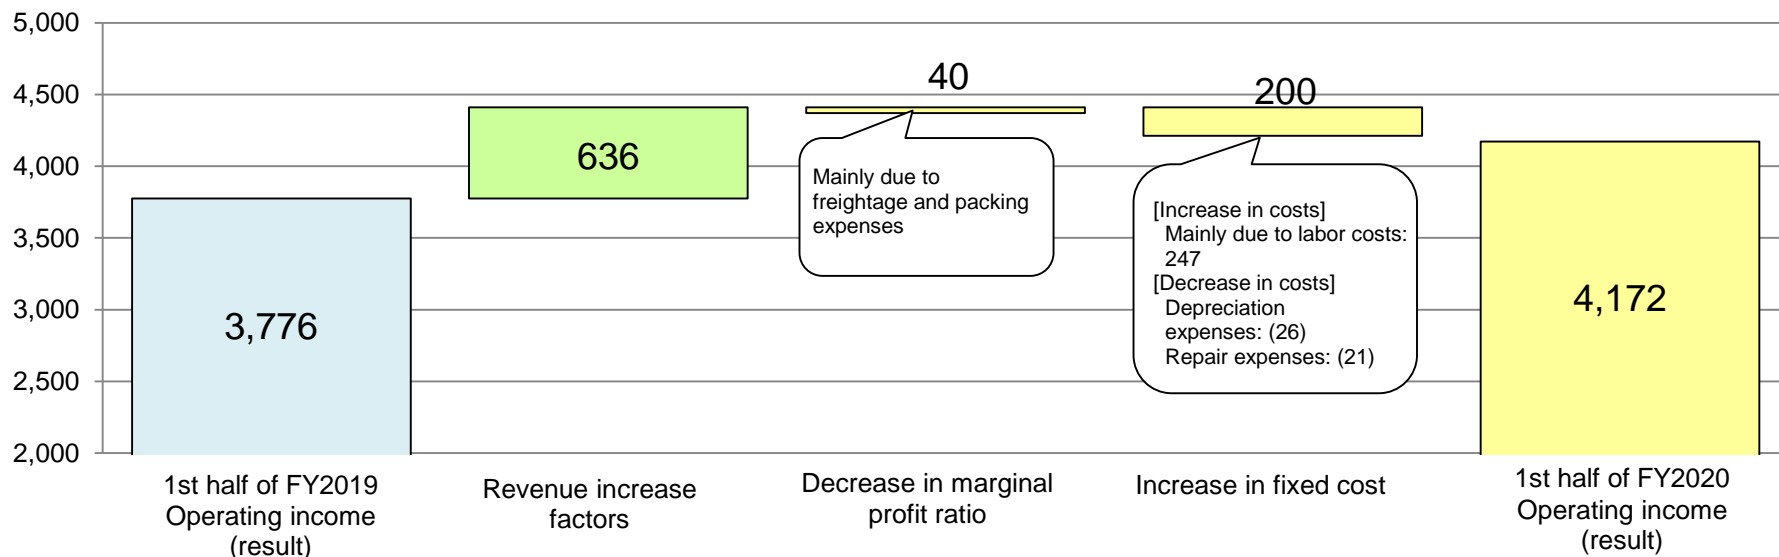 5,000
4,500
4,000
3,500
3,000
2,500
2,000
3,776
636
40
200
4,172
Mainly due to
freightage and packing
expenses
[Increase in costs]
Mainly due to labor costs:
247
[Decrease in costs]
Depreciation
expenses: (26)
Repair expenses: (21)
1st half of FY2019
Operating income
(result)
Revenue increase
factors
Decrease in marginal
profit ratio
Increase in fixed cost
1st half of FY2020
Operating income
(result)